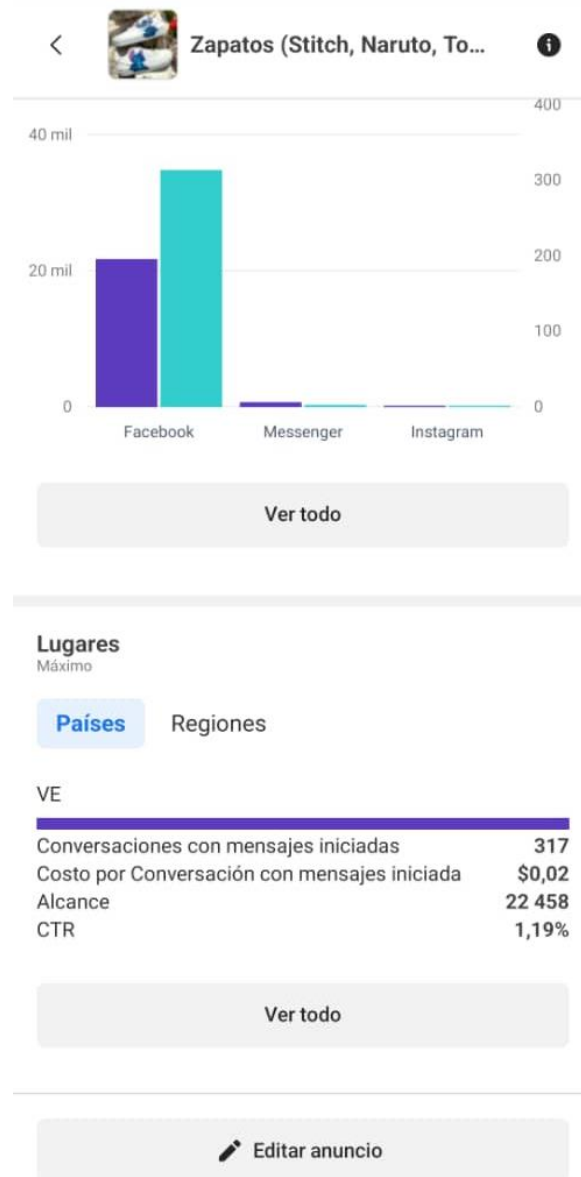 Zapatos (Stitch, Naruto, To...
400
40 mil
300
200
20 mil
100
0 0
Facebook Messenger Instagram
Ver todo
Lugares
Máximo
Países Regiones
VE
Conversaciones con mensajes iniciadas 317
Costo por Conversación con mensajes iniciada $0,02
Alcance 22 458
CTR 1,19%
Ver todo
Editar anuncio